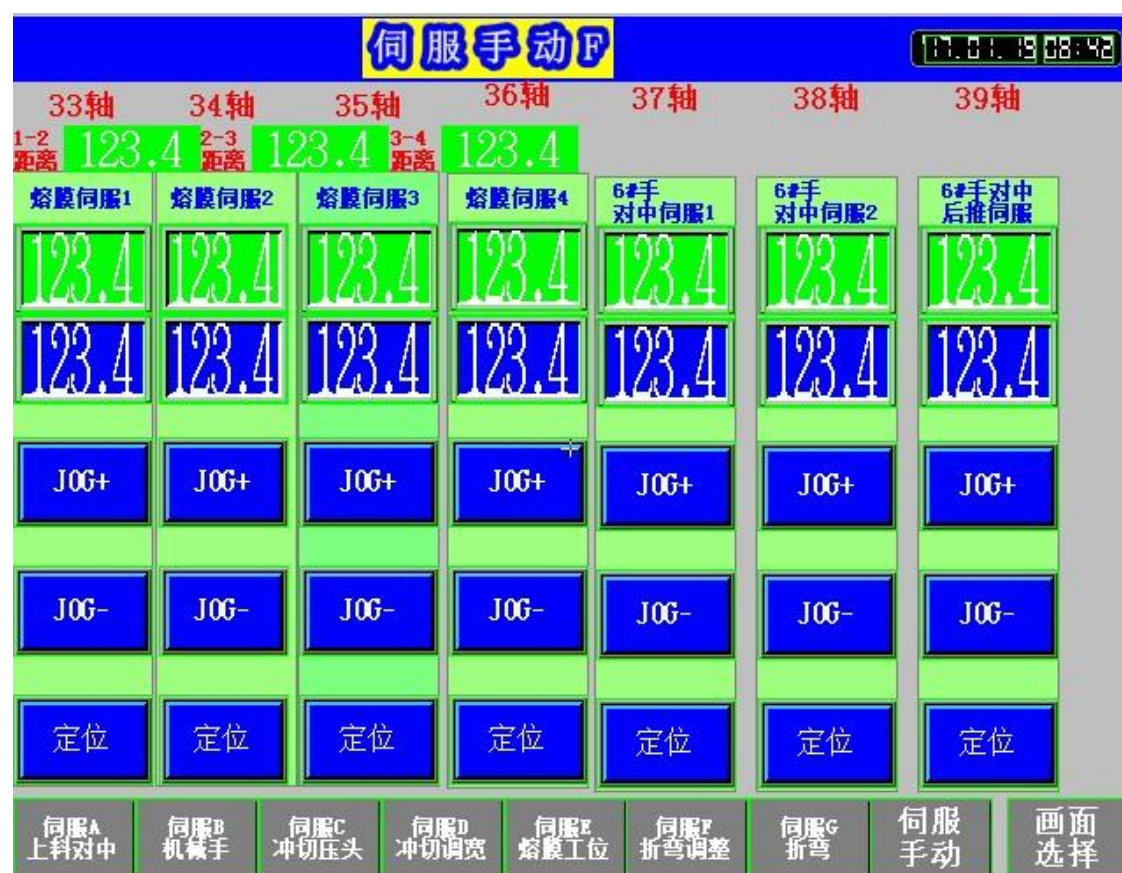 伺服手动F
17.01.19 08:42
33轴 34轴 35轴 36轴 37轴 38轴 39轴
1-2 距离 123.4 2-3 距离 123.4 3-4 距离 123.4
熔膜伺服1 熔膜伺服2 熔膜伺服3 熔膜伺服4 6#手 对中伺服1 6#手 对中伺服2 6#手对中 后推伺服
123.4 123.4 123.4 123.4 123.4 123.4 123.4
123.4 123.4 123.4 123.4 123.4 123.4 123.4
JOG+ JOG+ JOG+ JOG+ JOG+ JOG+ JOG+
JOG- JOG- JOG- JOG- JOG- JOG- JOG-
定位 定位 定位 定位 定位 定位 定位
伺服A 伺服B 伺服C 伺服D 伺服E 伺服F 伺服G 伺服 画面
上料对中 机械手 冲切压头 冲切调宽 熔膜工位 折弯调整 折弯 手动 选择